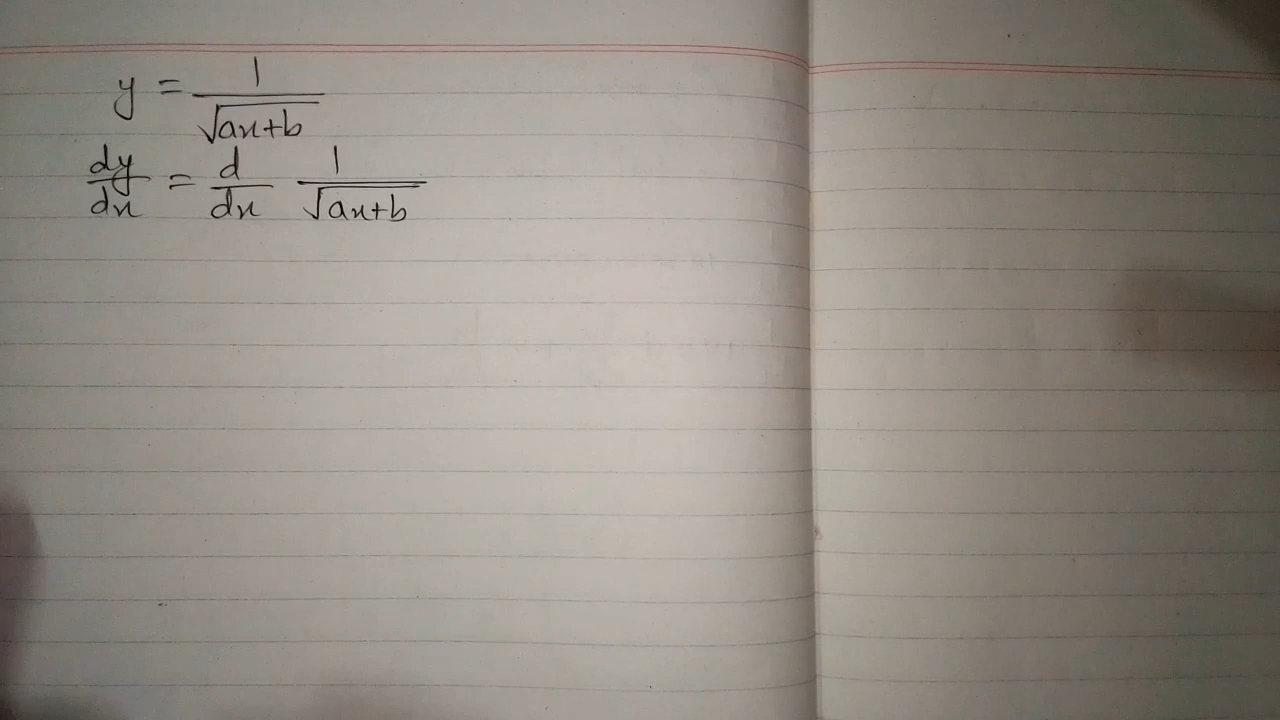 y = 1/√(ax+b)
dy/dx = d/dx 1/√(ax+b)